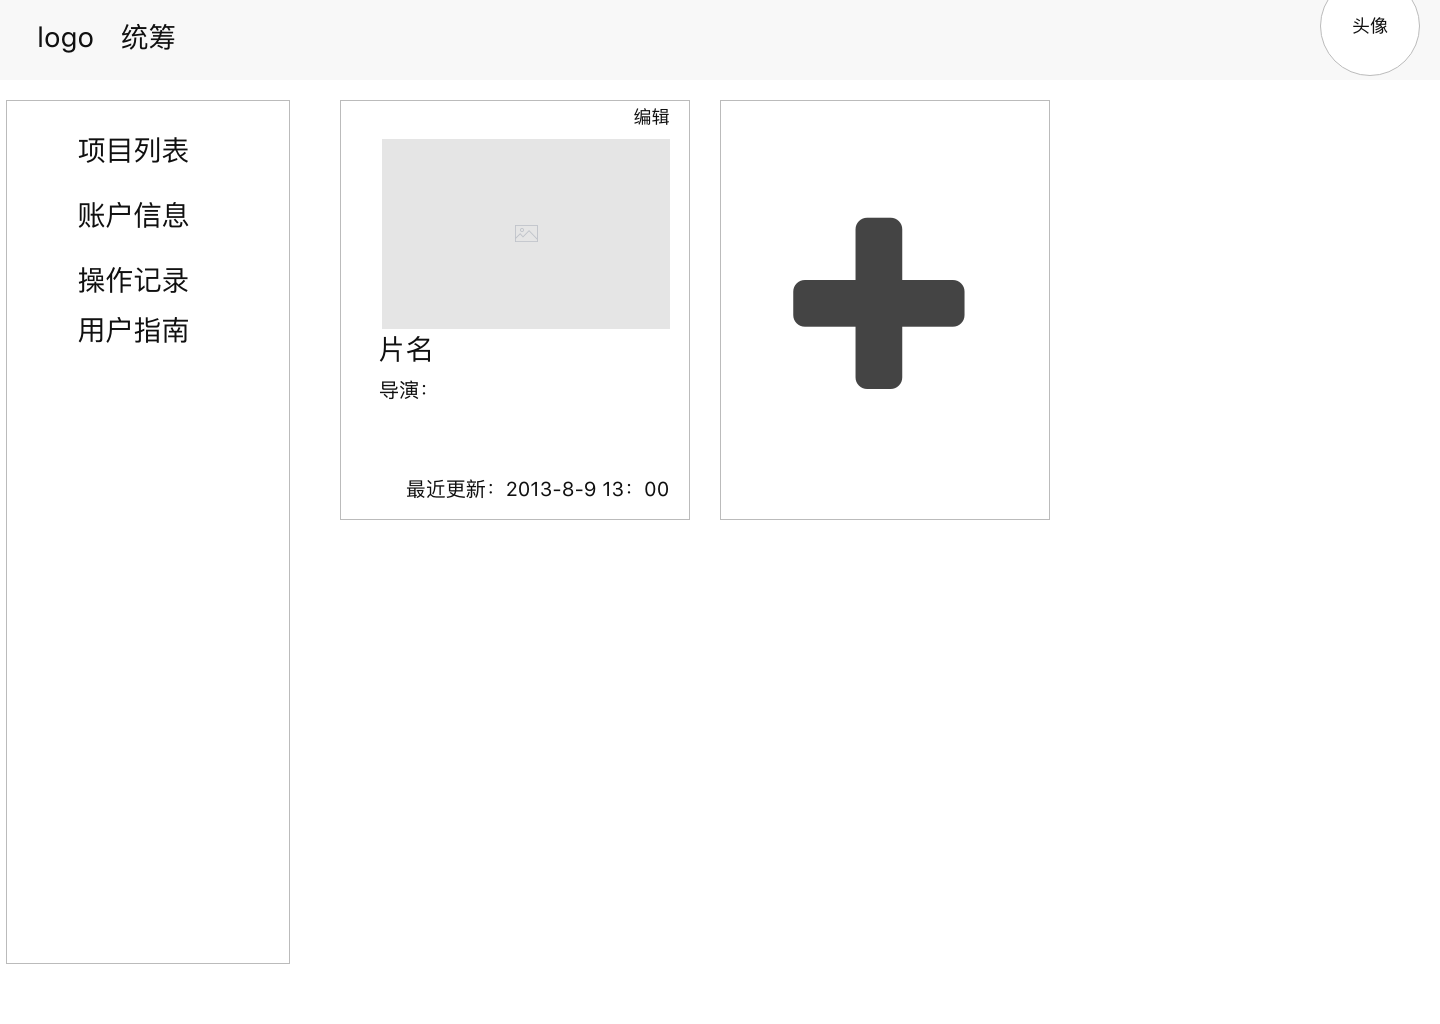 logo 统筹
头像
项目列表
账户信息
操作记录
用户指南
编辑
片名
导演：
最近更新：2013-8-9 13：00